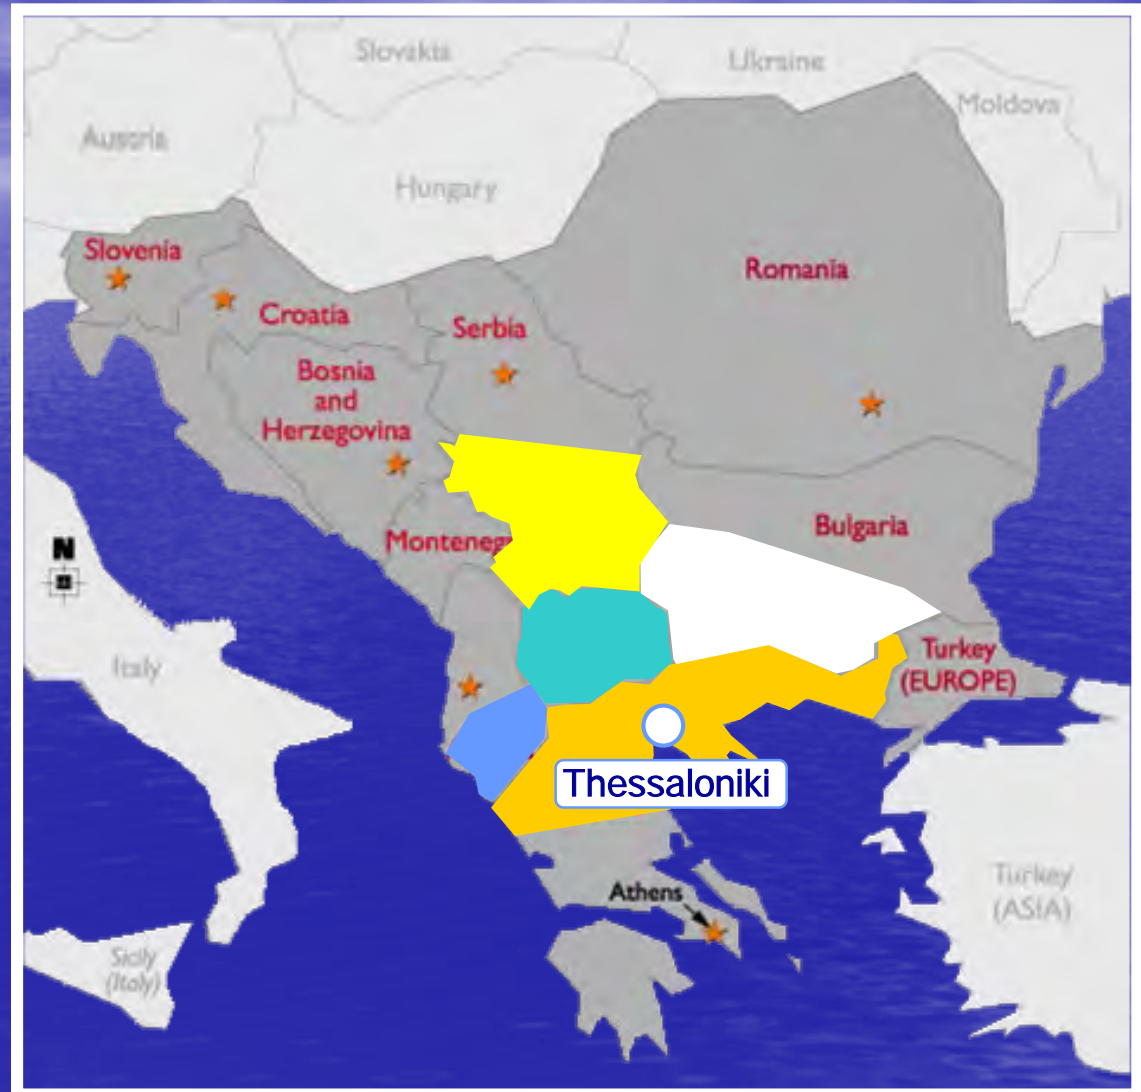 Slovakia
Ukraine
Moldova
Austria
Hungary
Slovenia
Romania
Croatia
Serbia
Bosnia
and
Herzegovina
Bulgaria
Monteneg
N
Italy
Turkey
(EUROPE)
Thessaloniki
Athens
Turkey
(ASIA)
Sicily
(Italy)